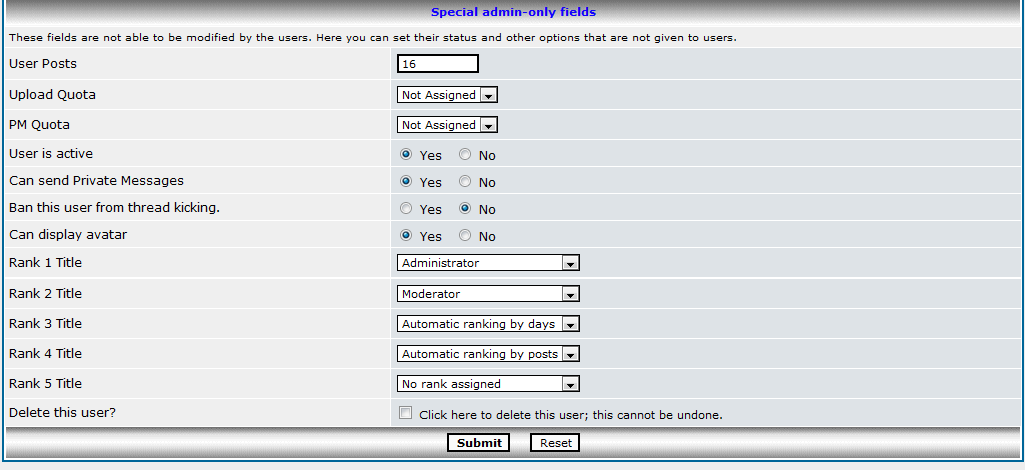 Special admin-only fields
These fields are not able to be modified by the users. Here you can set their status and other options that are not given to users.
User Posts 16
Upload Quota Not Assigned
PM Quota Not Assigned
User is active Yes No
Can send Private Messages Yes No
Ban this user from thread kicking. Yes No
Can display avatar Yes No
Rank 1 Title Administrator
Rank 2 Title Moderator
Rank 3 Title Automatic ranking by days
Rank 4 Title Automatic ranking by posts
Rank 5 Title No rank assigned
Delete this user? Click here to delete this user; this cannot be undone.
Submit Reset